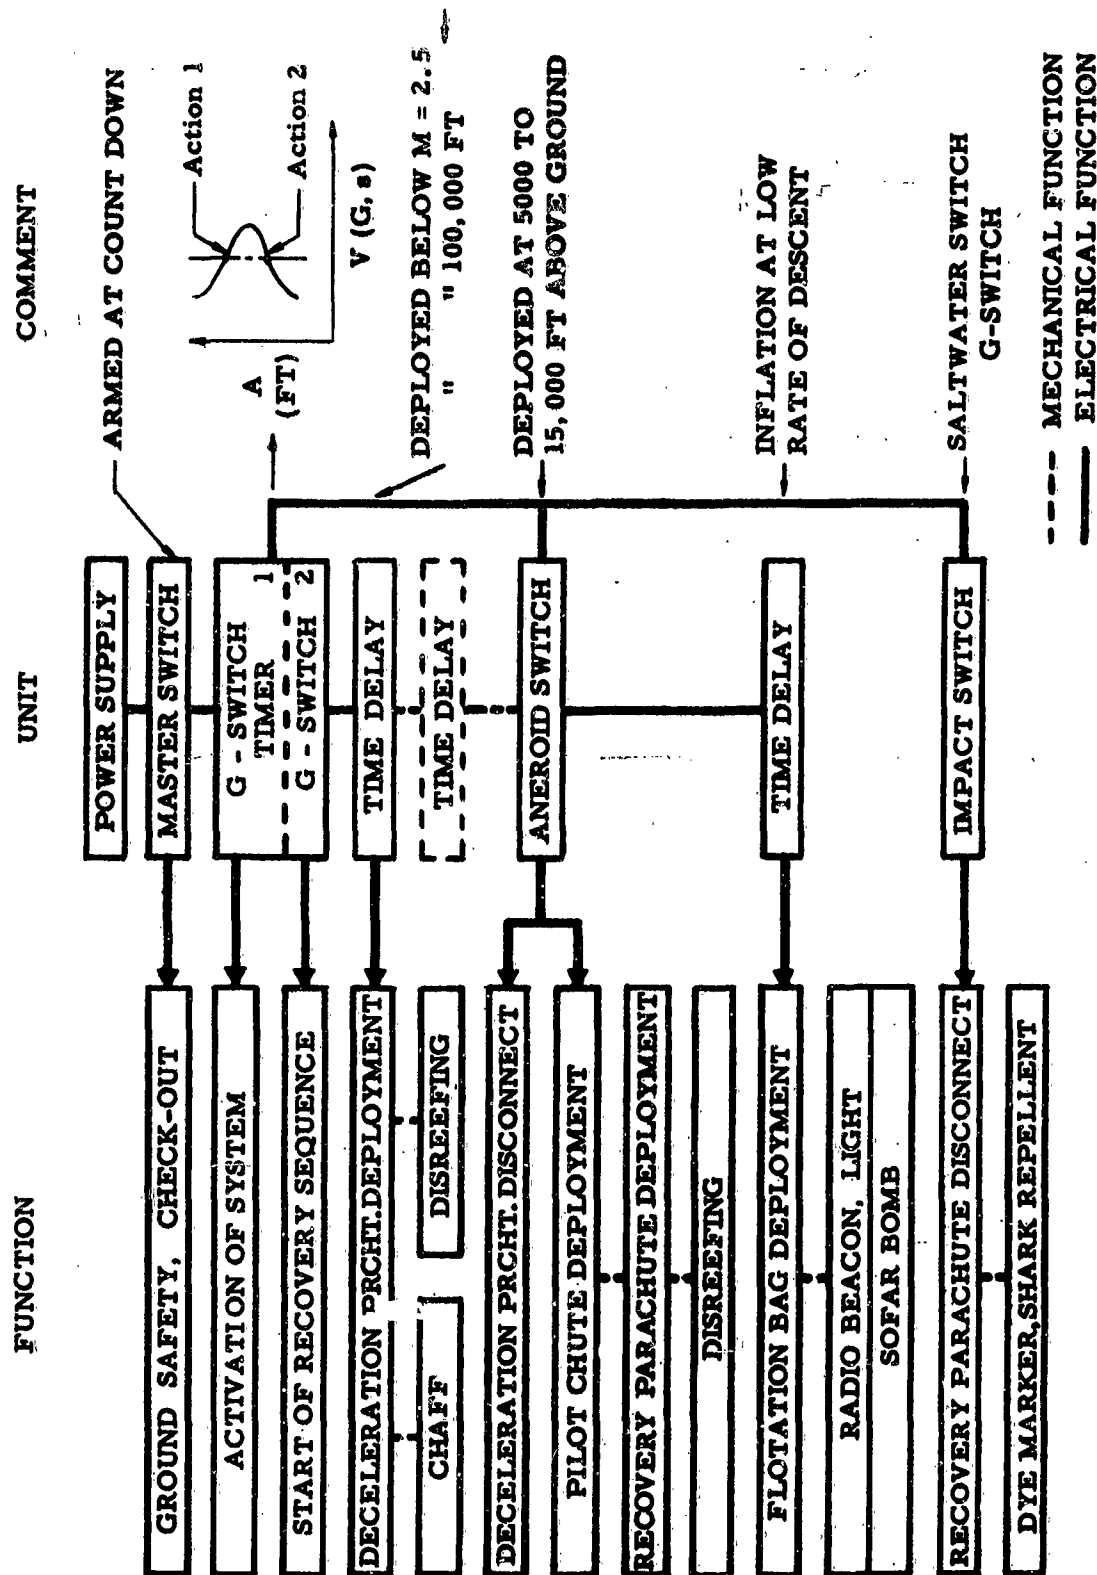 FUNCTION
UNIT
COMMENT
POWER SUPPLY
GROUND SAFETY, CHECK-OUT
MASTER SWITCH
ARMED AT COUNT DOWN
ACTIVATION OF SYSTEM
G - SWITCH 1
TIMER
START OF RECOVERY SEQUENCE
G - SWITCH 2
A
(FT)
Action 1
Action 2
V (G, s)
DECELERATION PRCHT. DEPLOYMENT
TIME DELAY
DEPLOYED BELOW M = 2.5
" " 100,000 FT
CHAFF
DISREEFING
TIME DELAY
DECELERATION PRCHT. DISCONNECT
ANEROID SWITCH
DEPLOYED AT 5000 TO
15,000 FT ABOVE GROUND
PILOT CHUTE DEPLOYMENT
RECOVERY PARACHUTE DEPLOYMENT
DISREEFING
FLOTATION BAG DEPLOYMENT
TIME DELAY
INFLATION AT LOW
RATE OF DESCENT
RADIO BEACON, LIGHT
SOFAR BOMB
RECOVERY PARACHUTE DISCONNECT
IMPACT SWITCH
SALTWATER SWITCH
G-SWITCH
DYE MARKER, SHARK REPELLENT
MECHANICAL FUNCTION
ELECTRICAL FUNCTION